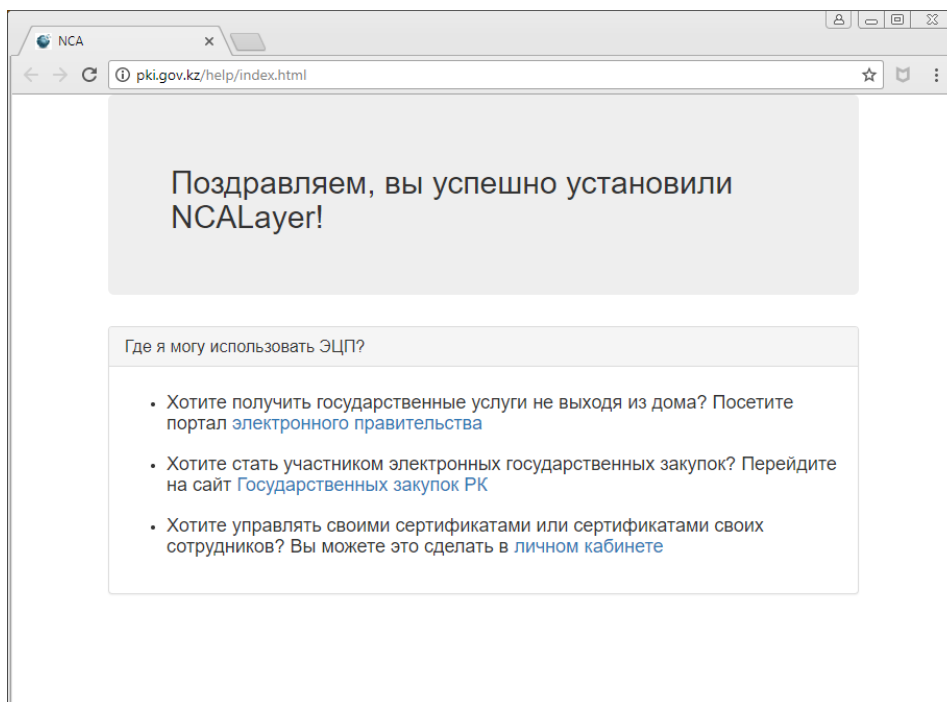 NCA
pki.gov.kz/help/index.html
Поздравляем, вы успешно установили
NCALayer!
Где я могу использовать ЭЦП?
Хотите получить государственные услуги не выходя из дома? Посетите
портал электронного правительства
Хотите стать участником электронных государственных закупок? Перейдите
на сайт Государственных закупок РК
Хотите управлять своими сертификатами или сертификатами своих
сотрудников? Вы можете это сделать в личном кабинете